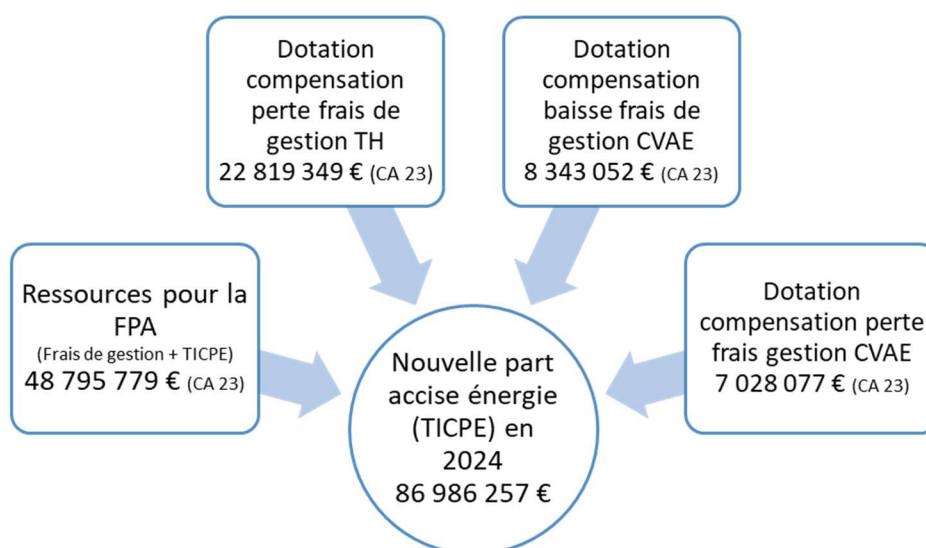 Dotation
compensation
perte frais de
gestion TH
22 819 349 € (CA 23)
Dotation
compensation
baisse frais de
gestion CVAE
8 343 052 € (CA 23)
Ressources pour la
FPA
(Frais de gestion + TICPE)
48 795 779 € (CA 23)
Dotation
compensation perte
frais gestion CVAE
7 028 077 € (CA 23)
Nouvelle part
accise énergie
(TICPE) en
2024
86 986 257 €